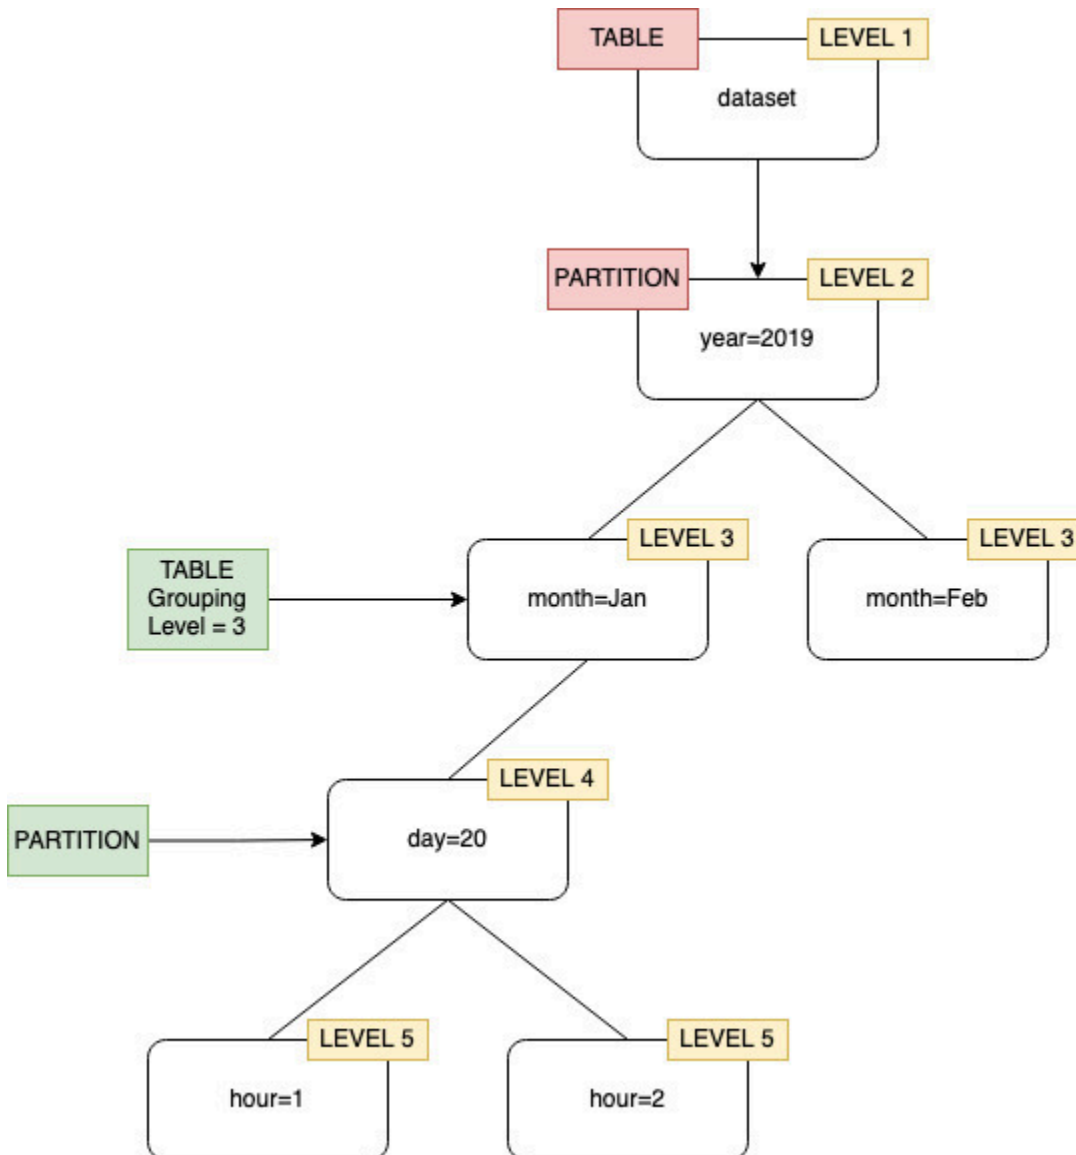 TABLE
LEVEL 1
dataset
PARTITION
LEVEL 2
year=2019
LEVEL 3
LEVEL 3
TABLE
Grouping
Level = 3
month=Jan
month=Feb
LEVEL 4
PARTITION
day=20
LEVEL 5
LEVEL 5
hour=1
hour=2